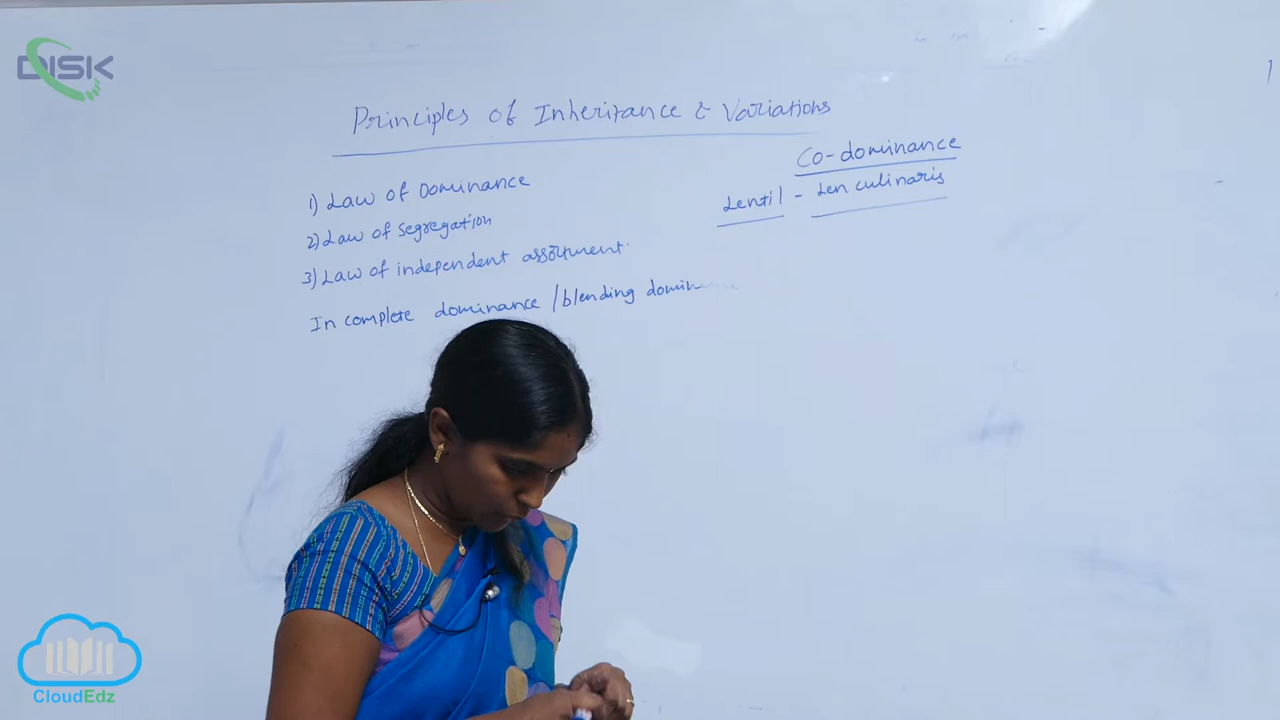 DISK
Principles of Inheritance & Variations
Co-dominance
Lentil - Len culinaris
1) Law of Dominance
2) Law of segregation
3) Law of independent assortment.
In complete dominance / blending domin
CloudEdz